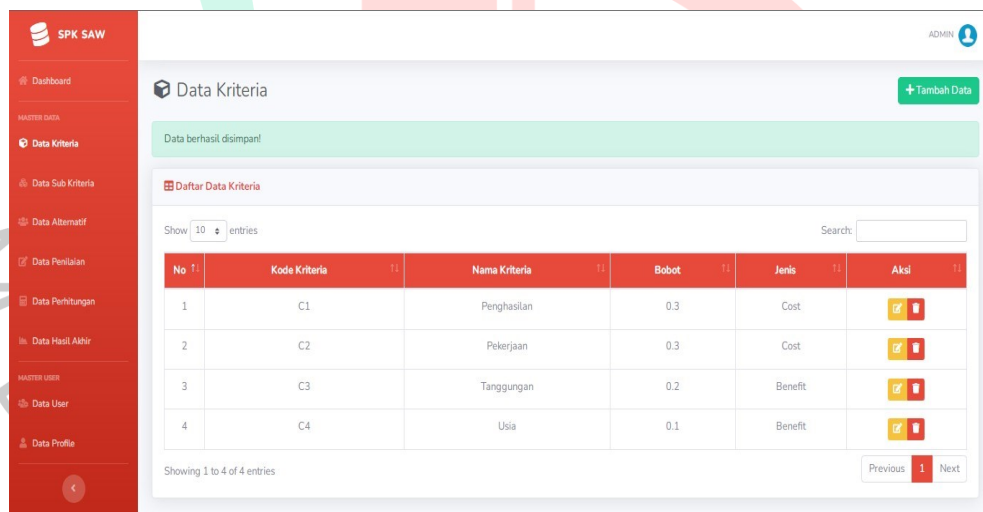 SPK SAW
ADMIN
Dashboard
Data Kriteria
+Tambah Data
MASTER DATA
Data Kriteria
Data berhasil disimpan!
Data Sub Kriteria
Daftar Data Kriteria
Data Alternatif
Show 10 entries
Search:
Data Penilaian
No Kode Kriteria Nama Kriteria Bobot Jenis Aksi
Data Perhitungan
1 C1 Penghasilan 0.3 Cost
Data Hasil Akhir
2 C2 Pekerjaan 0.3 Cost
MASTER USER
3 C3 Tanggungan 0.2 Benefit
Data User
4 C4 Usia 0.1 Benefit
Data Profile
Showing 1 to 4 of 4 entries
Previous 1 Next